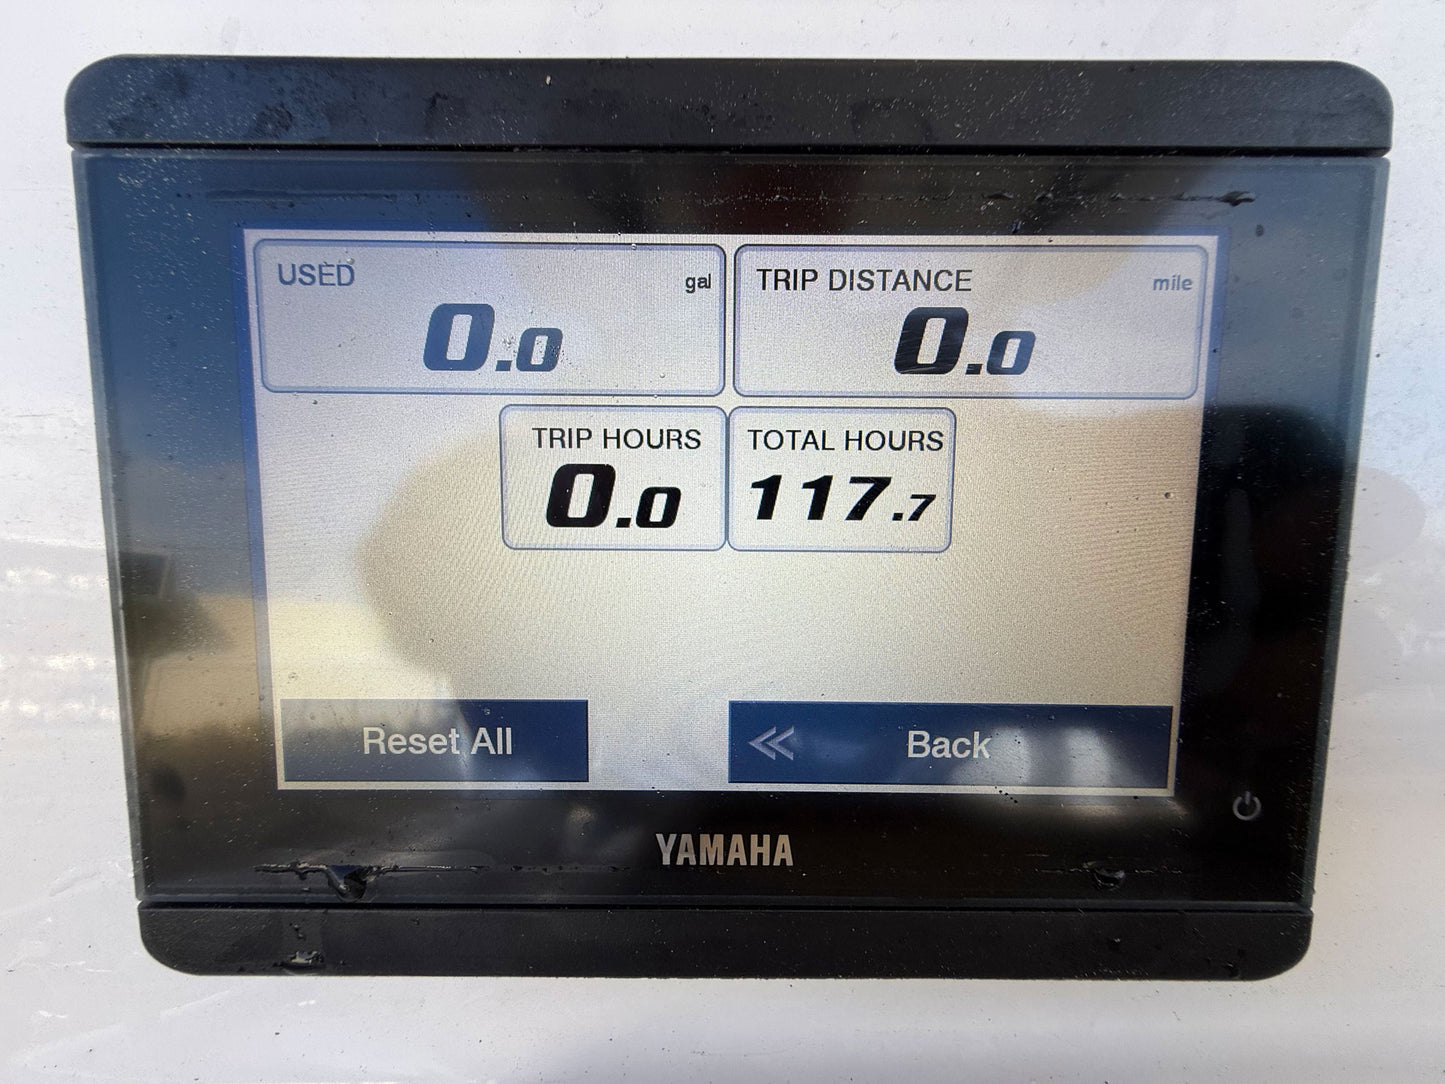 USED gal
0.0
TRIP DISTANCE mile
0.0
TRIP HOURS
0.0
TOTAL HOURS
117.7
Reset All
Back
YAMAHA